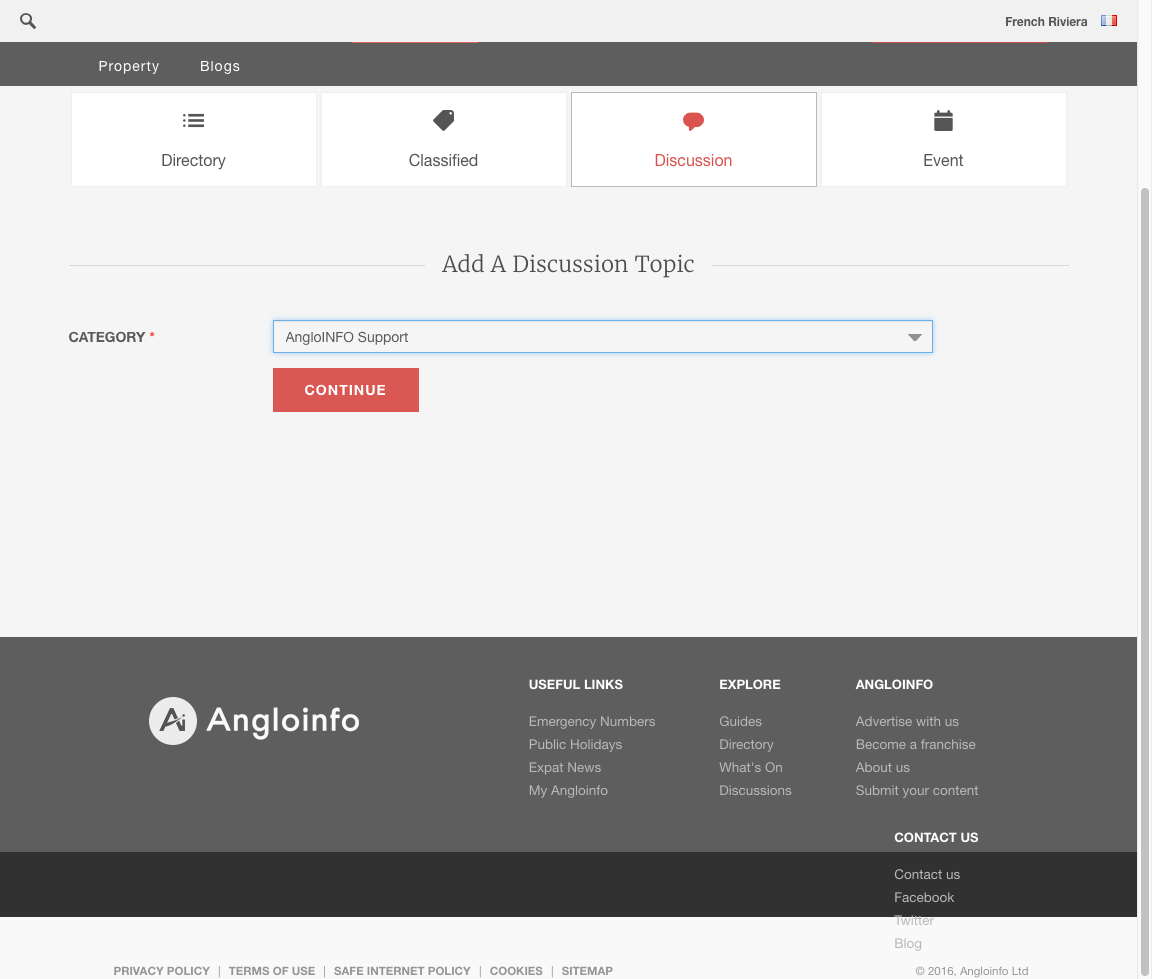 French Riviera
Property Blogs
Directory Classified Discussion Event
Add A Discussion Topic
CATEGORY * AngloINFO Support
CONTINUE
Ai Angloinfo
USEFUL LINKS
Emergency Numbers
Public Holidays
Expat News
My Angloinfo
EXPLORE
Guides
Directory
What's On
Discussions
ANGLOINFO
Advertise with us
Become a franchise
About us
Submit your content
CONTACT US
Contact us
Facebook
Twitter
Blog
PRIVACY POLICY | TERMS OF USE | SAFE INTERNET POLICY | COOKIES | SITEMAP
© 2016, Angloinfo Ltd